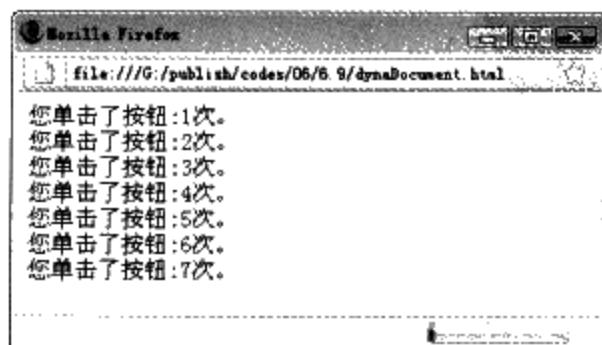 Mozilla Firefox
file:///G:/publish/codes/06/6.9/dynaDocument.html
您单击了按钮:1次。
您单击了按钮:2次。
您单击了按钮:3次。
您单击了按钮:4次。
您单击了按钮:5次。
您单击了按钮:6次。
您单击了按钮:7次。